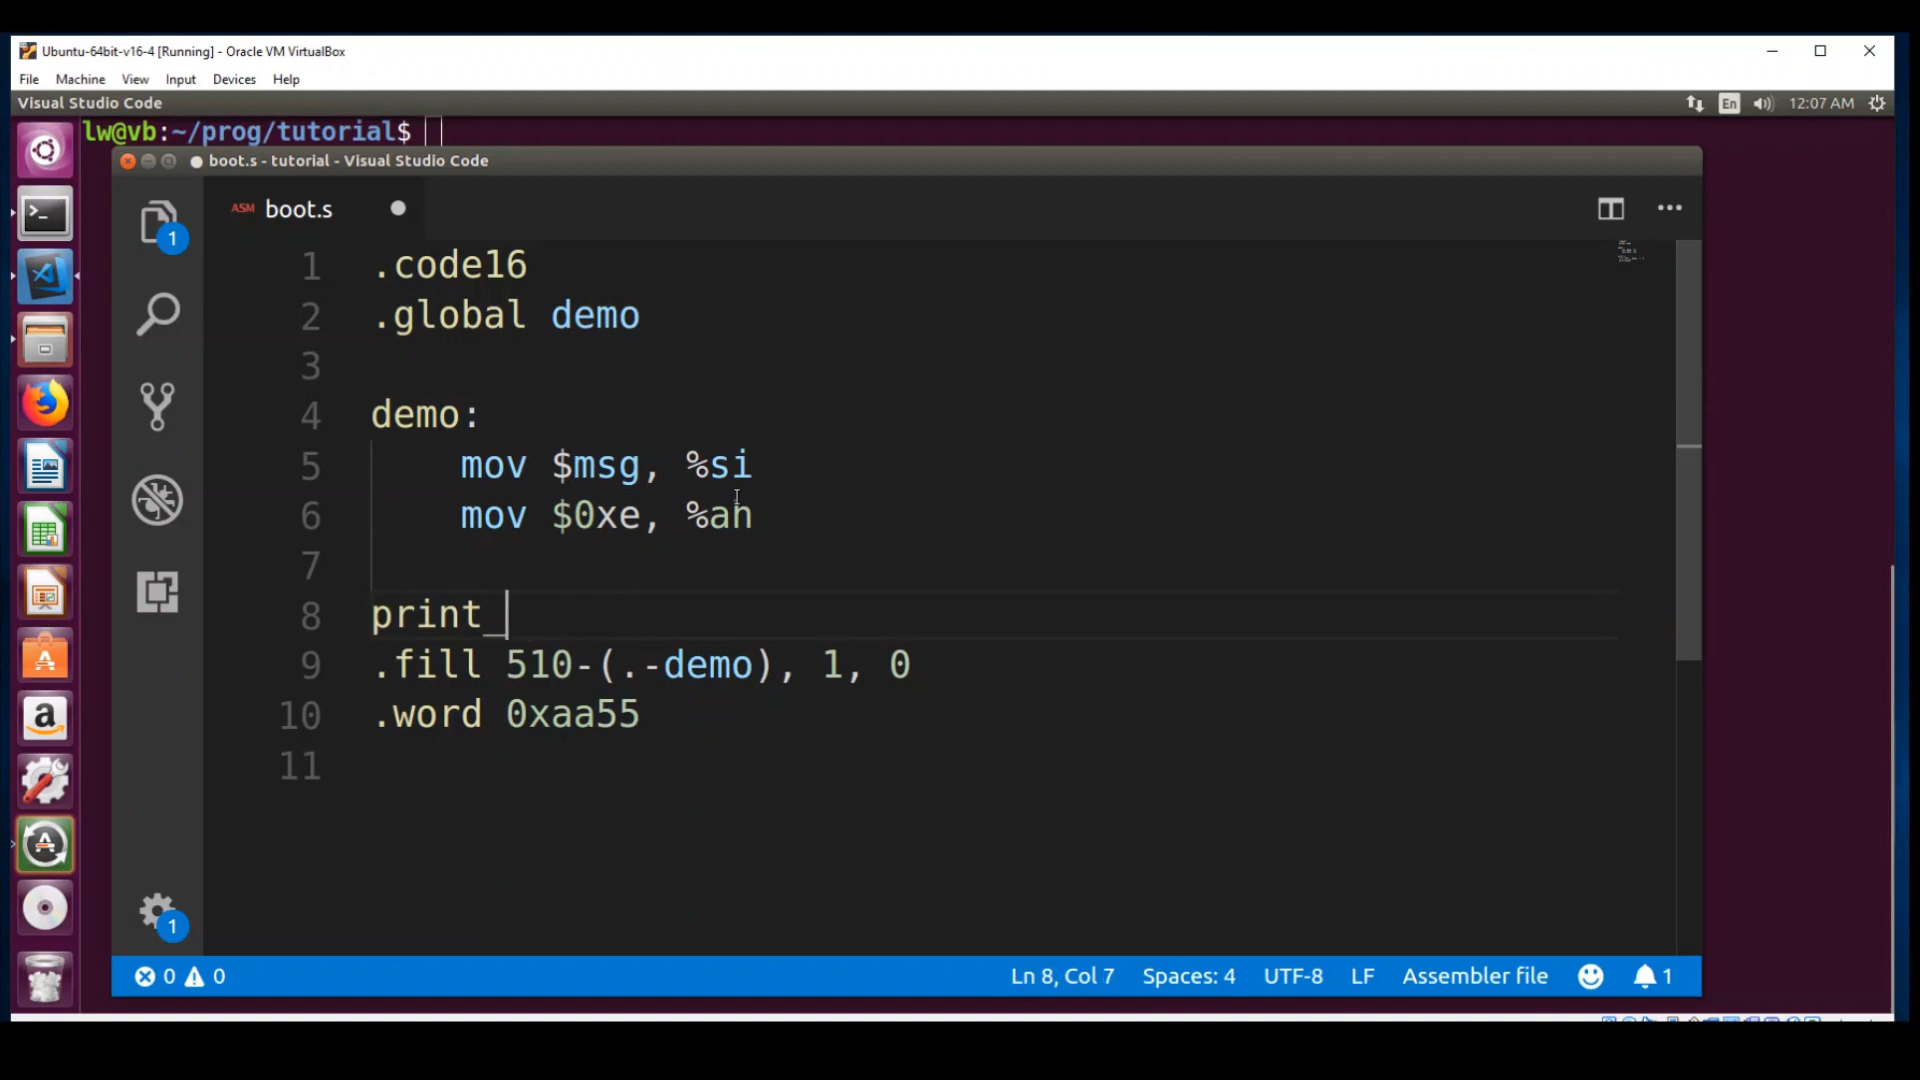 Ubuntu-64bit-v16-4 [Running] - Oracle VM VirtualBox
File Machine View Input Devices Help
Visual Studio Code
En
12:07 AM
lw@vb:~/prog/tutorial$
● boot.s - tutorial - Visual Studio Code
ASM boot.s
1
1 .code16
2 .global demo
3
4 demo:
5 mov $msg, %si
6 mov $0xe, %ah
7
8 print_
9 .fill 510-(.-demo), 1, 0
10 .word 0xaa55
11
1
0 0 Ln 8, Col 7 Spaces: 4 UTF-8 LF Assembler file 1